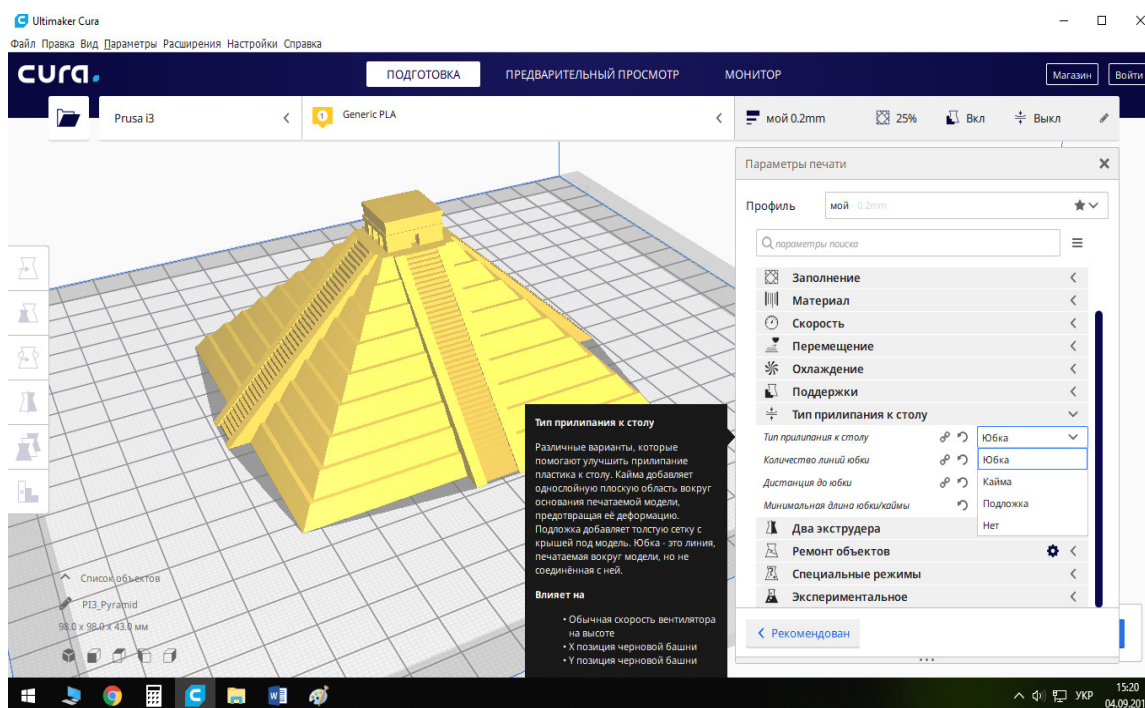 Ultimaker Cura
Файл Правка Вид Параметры Расширения Настройки Справка
cura.
ПОДГОТОВКА
ПРЕДВАРИТЕЛЬНЫЙ ПРОСМОТР
МОНИТОР
Магазин
Войти
Prusa i3
1
Generic PLA
мой 0.2mm
25%
Вкл
Выкл
Параметры печати
Профиль
мой 0.2mm
параметры поиска
Заполнение
Материал
Скорость
Перемещение
Охлаждение
Поддержки
Тип прилипания к столу
Тип прилипания к столу
Юбка
Количество линий юбки
Юбка
Дистанция до юбки
Кайма
Минимальная длина юбки/каймы
Подложка
Нет
Два экструдера
Ремонт объектов
Специальные режимы
Экспериментальное
Рекомендован
Тип прилипания к столу
Различные варианты, которые
помогают улучшить прилипание
пластика к столу. Кайма добавляет
однослойную плоскую область вокруг
основания печатаемой модели,
предотвращая её деформацию.
Подложка добавляет толстую сетку с
крышей под модель. Юбка - это линия,
печатаемая вокруг модели, но не
соединённая с ней.
Влияет на
• Обычная скорость вентилятора
на высоте
• X позиция черновой башни
• Y позиция черновой башни
Список объектов
PI3_Pyramid
98.0 x 98.0 x 43.0 мм
УКР
15:20
04.09.201